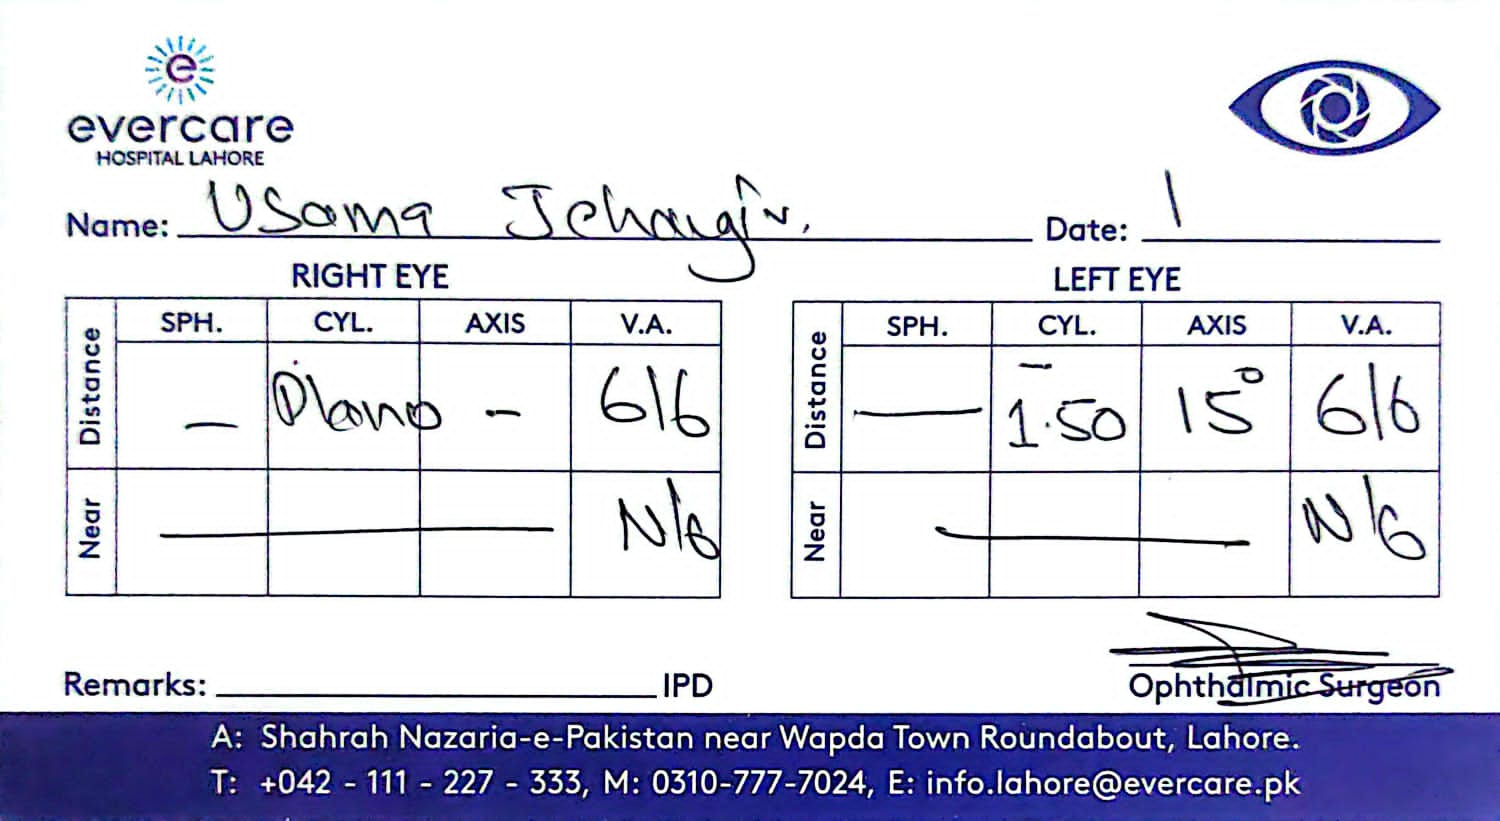 e
evercare
HOSPITAL LAHORE
Name: Usama Jehangir. Date: 1
RIGHT EYE LEFT EYE
SPH. CYL. AXIS V.A. SPH. CYL. AXIS V.A.
Distance — Plano - 6/6 Distance — - 1.50 15° 6/6
Near — N/6 Near — N/6
Remarks: IPD Ophthalmic Surgeon
A: Shahrah Nazaria-e-Pakistan near Wapda Town Roundabout, Lahore.
T: +042 - 111 - 227 - 333, M: 0310-777-7024, E: info.lahore@evercare.pk